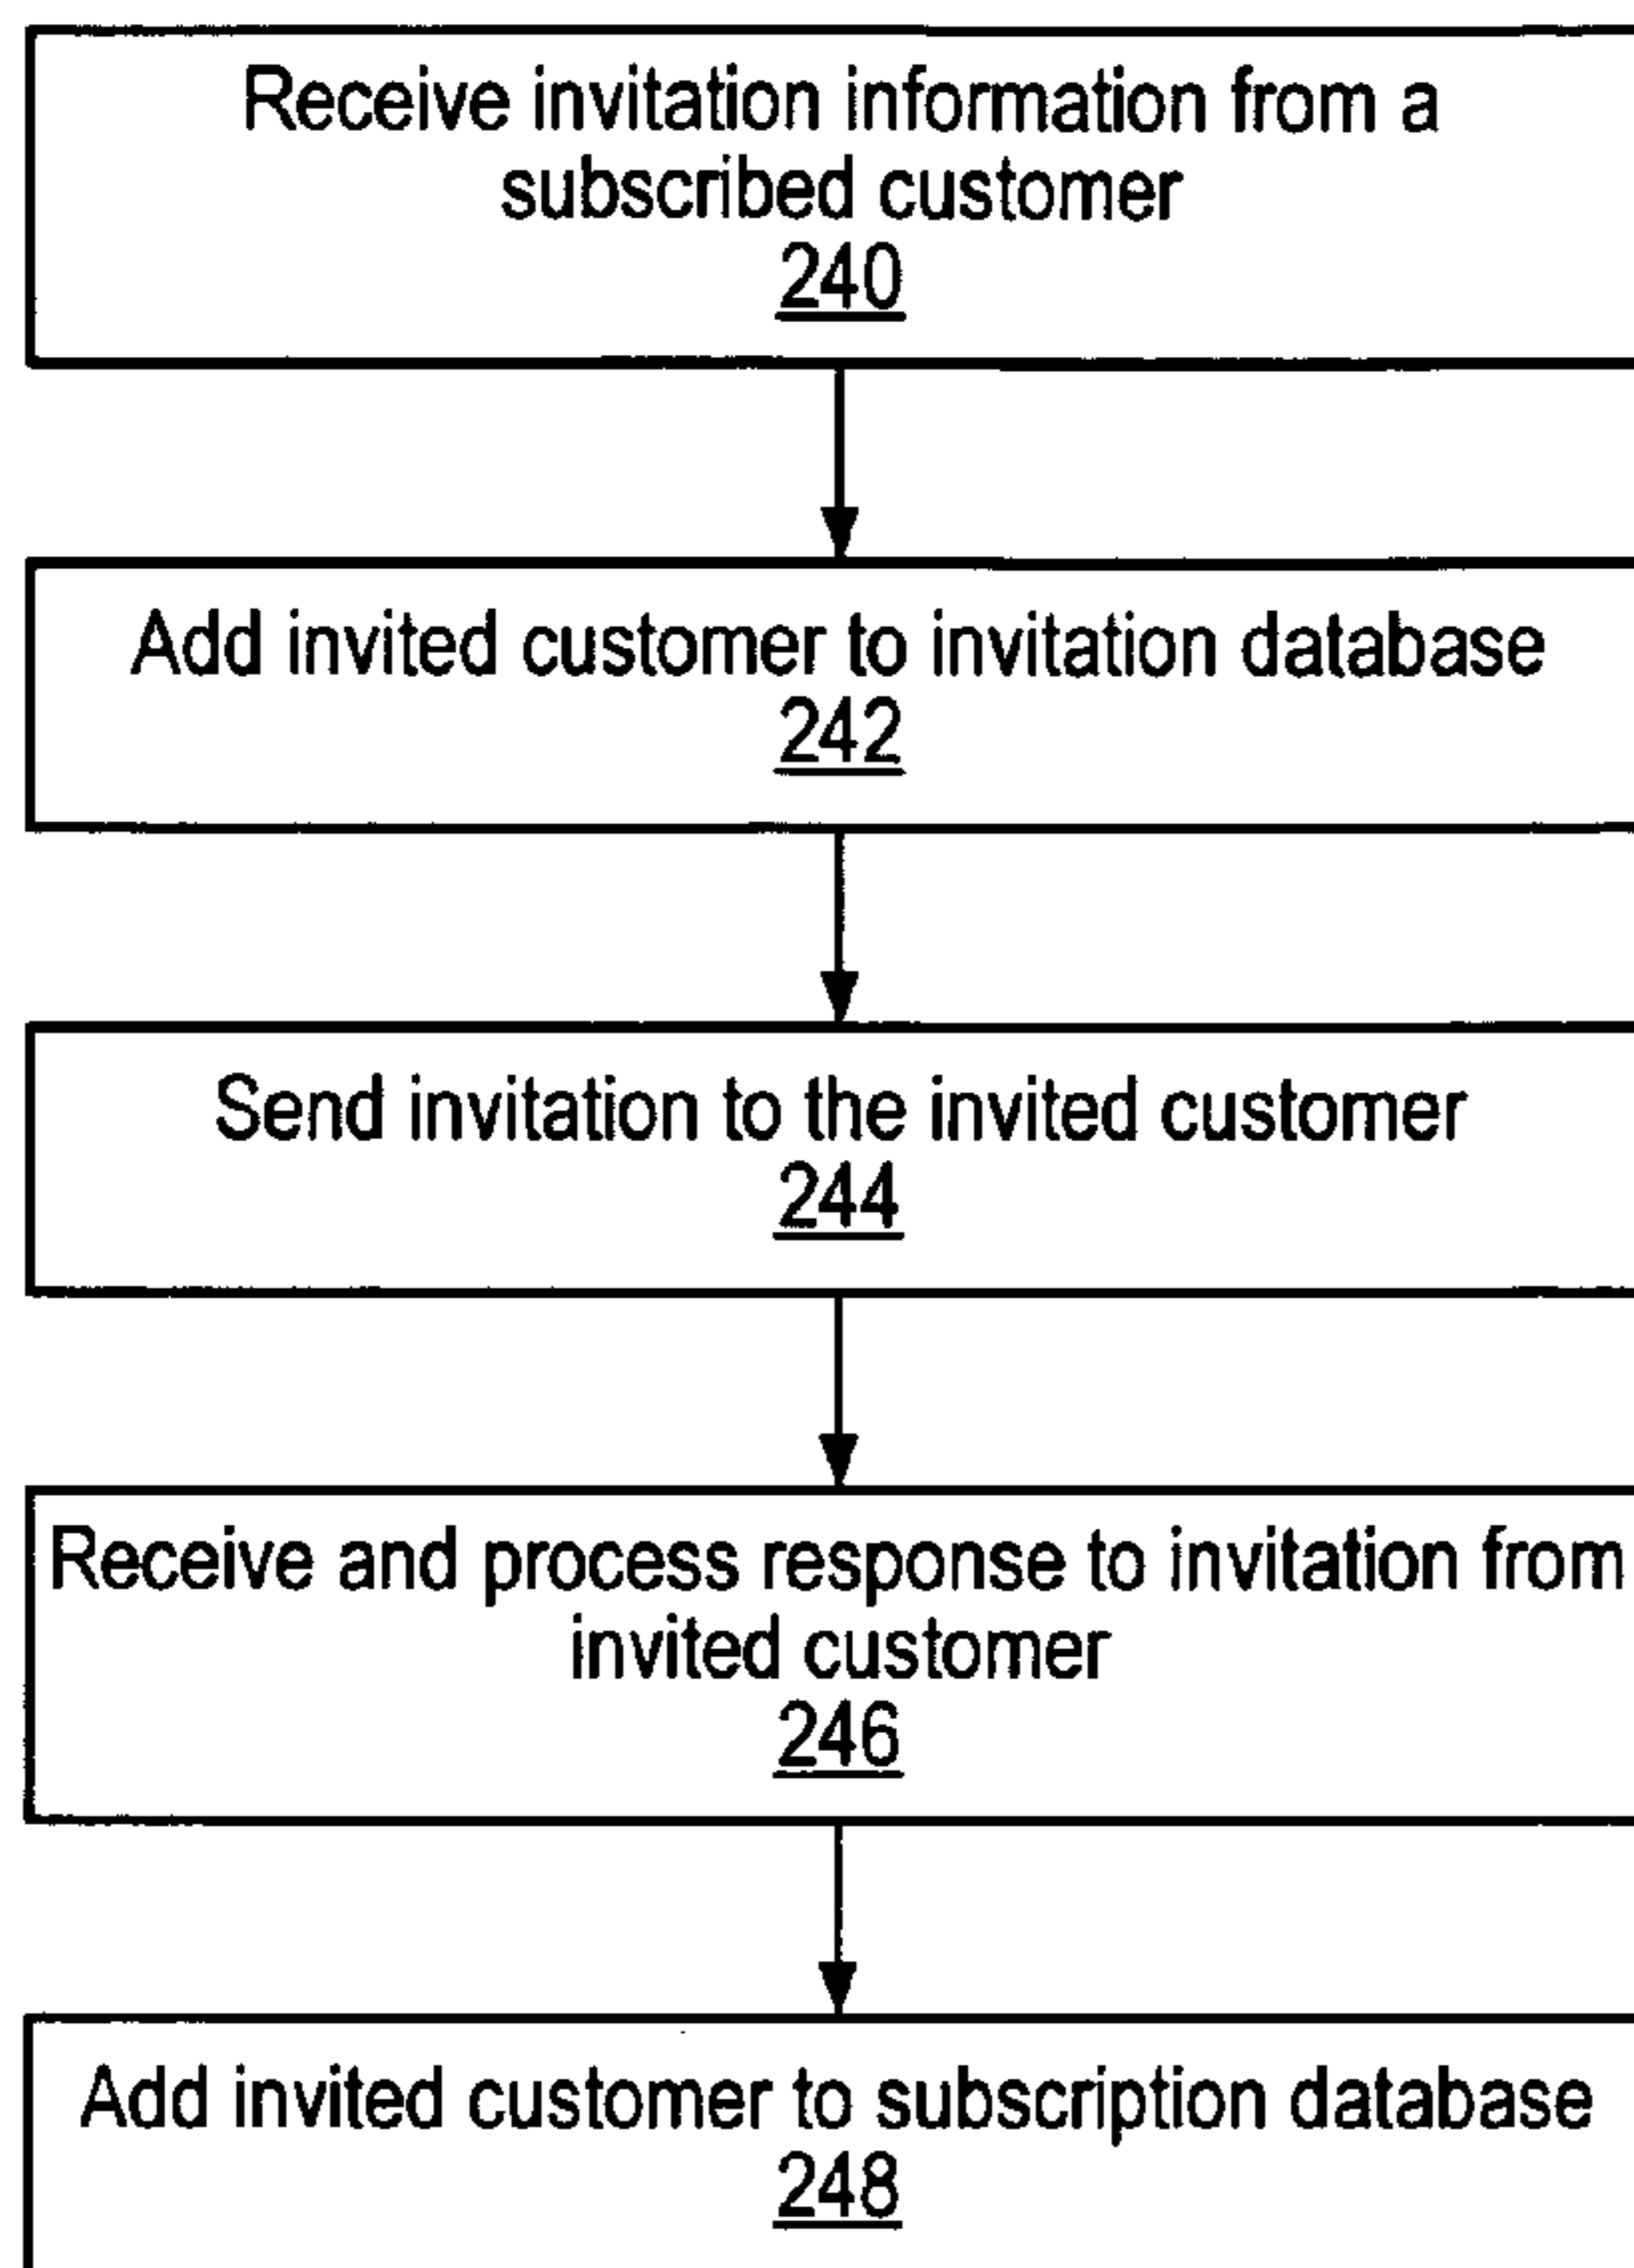 Receive invitation information from a
subscribed customer
240
Add invited customer to invitation database
242
Send invitation to the invited customer
244
Receive and process response to invitation from
invited customer
246
Add invited customer to subscription database
248